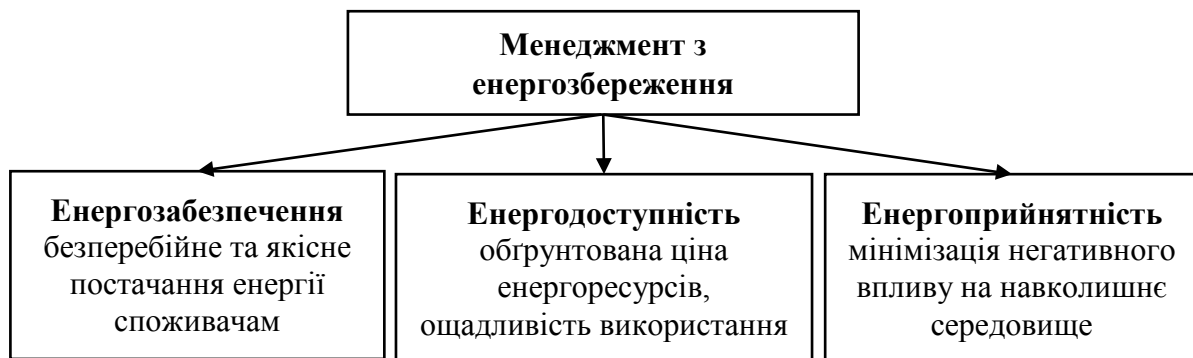 Менеджмент з
енергозбереження
Енергозабезпечення
безперебійне та якісне
постачання енергії
споживачам
Енергодоступність
обґрунтована ціна
енергоресурсів,
ощадливість використання
Енергоприйнятність
мінімізація негативного
впливу на навколишнє
середовище